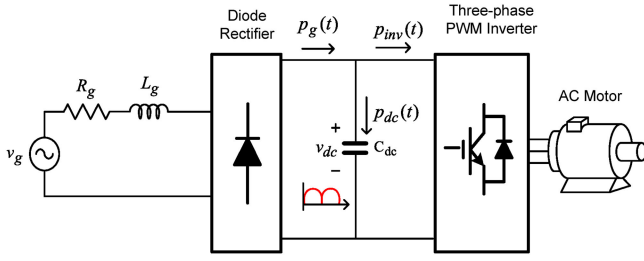 Diode
Rectifier
Three-phase
PWM Inverter
p_g(t)
p_inv(t)
R_g
L_g
AC Motor
p_dc(t)
v_g
+
v_dc
C_dc
−